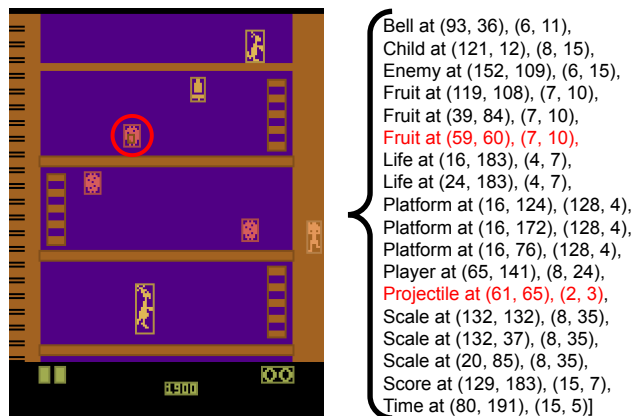 Bell at (93, 36), (6, 11),
Child at (121, 12), (8, 15),
Enemy at (152, 109), (6, 15),
Fruit at (119, 108), (7, 10),
Fruit at (39, 84), (7, 10),
Fruit at (59, 60), (7, 10),
Life at (16, 183), (4, 7),
Life at (24, 183), (4, 7),
Platform at (16, 124), (128, 4),
Platform at (16, 172), (128, 4),
Platform at (16, 76), (128, 4),
Player at (65, 141), (8, 24),
Projectile at (61, 65), (2, 3),
Scale at (132, 132), (8, 35),
Scale at (132, 37), (8, 35),
Scale at (20, 85), (8, 35),
Score at (129, 183), (15, 7),
Time at (80, 191), (15, 5)]
1900
00